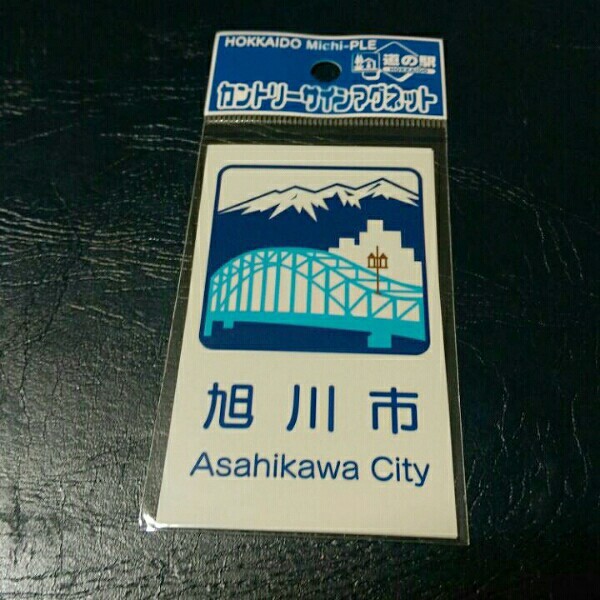 HOKKAIDO Michi-PLE
道の駅
HOKKAIDO
カントリーサインマグネット
旭川市
Asahikawa City